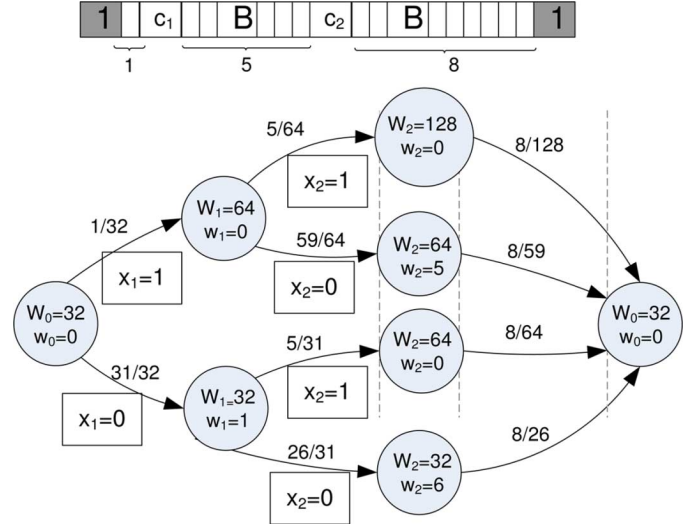 1 c₁ B c₂ B 1
1 5 8
5/64
W₂=128
w₂=0
8/128
x₂=1
W₁=64
w₁=0
1/32
59/64
W₂=64
w₂=5
8/59
x₁=1
x₂=0
W₀=32
w₀=0
W₀=32
w₀=0
5/31
W₂=64
w₂=0
8/64
31/32
x₂=1
W₁₌32
w₁=1
x₁=0
26/31
W₂=32
w₂=6
8/26
x₂=0